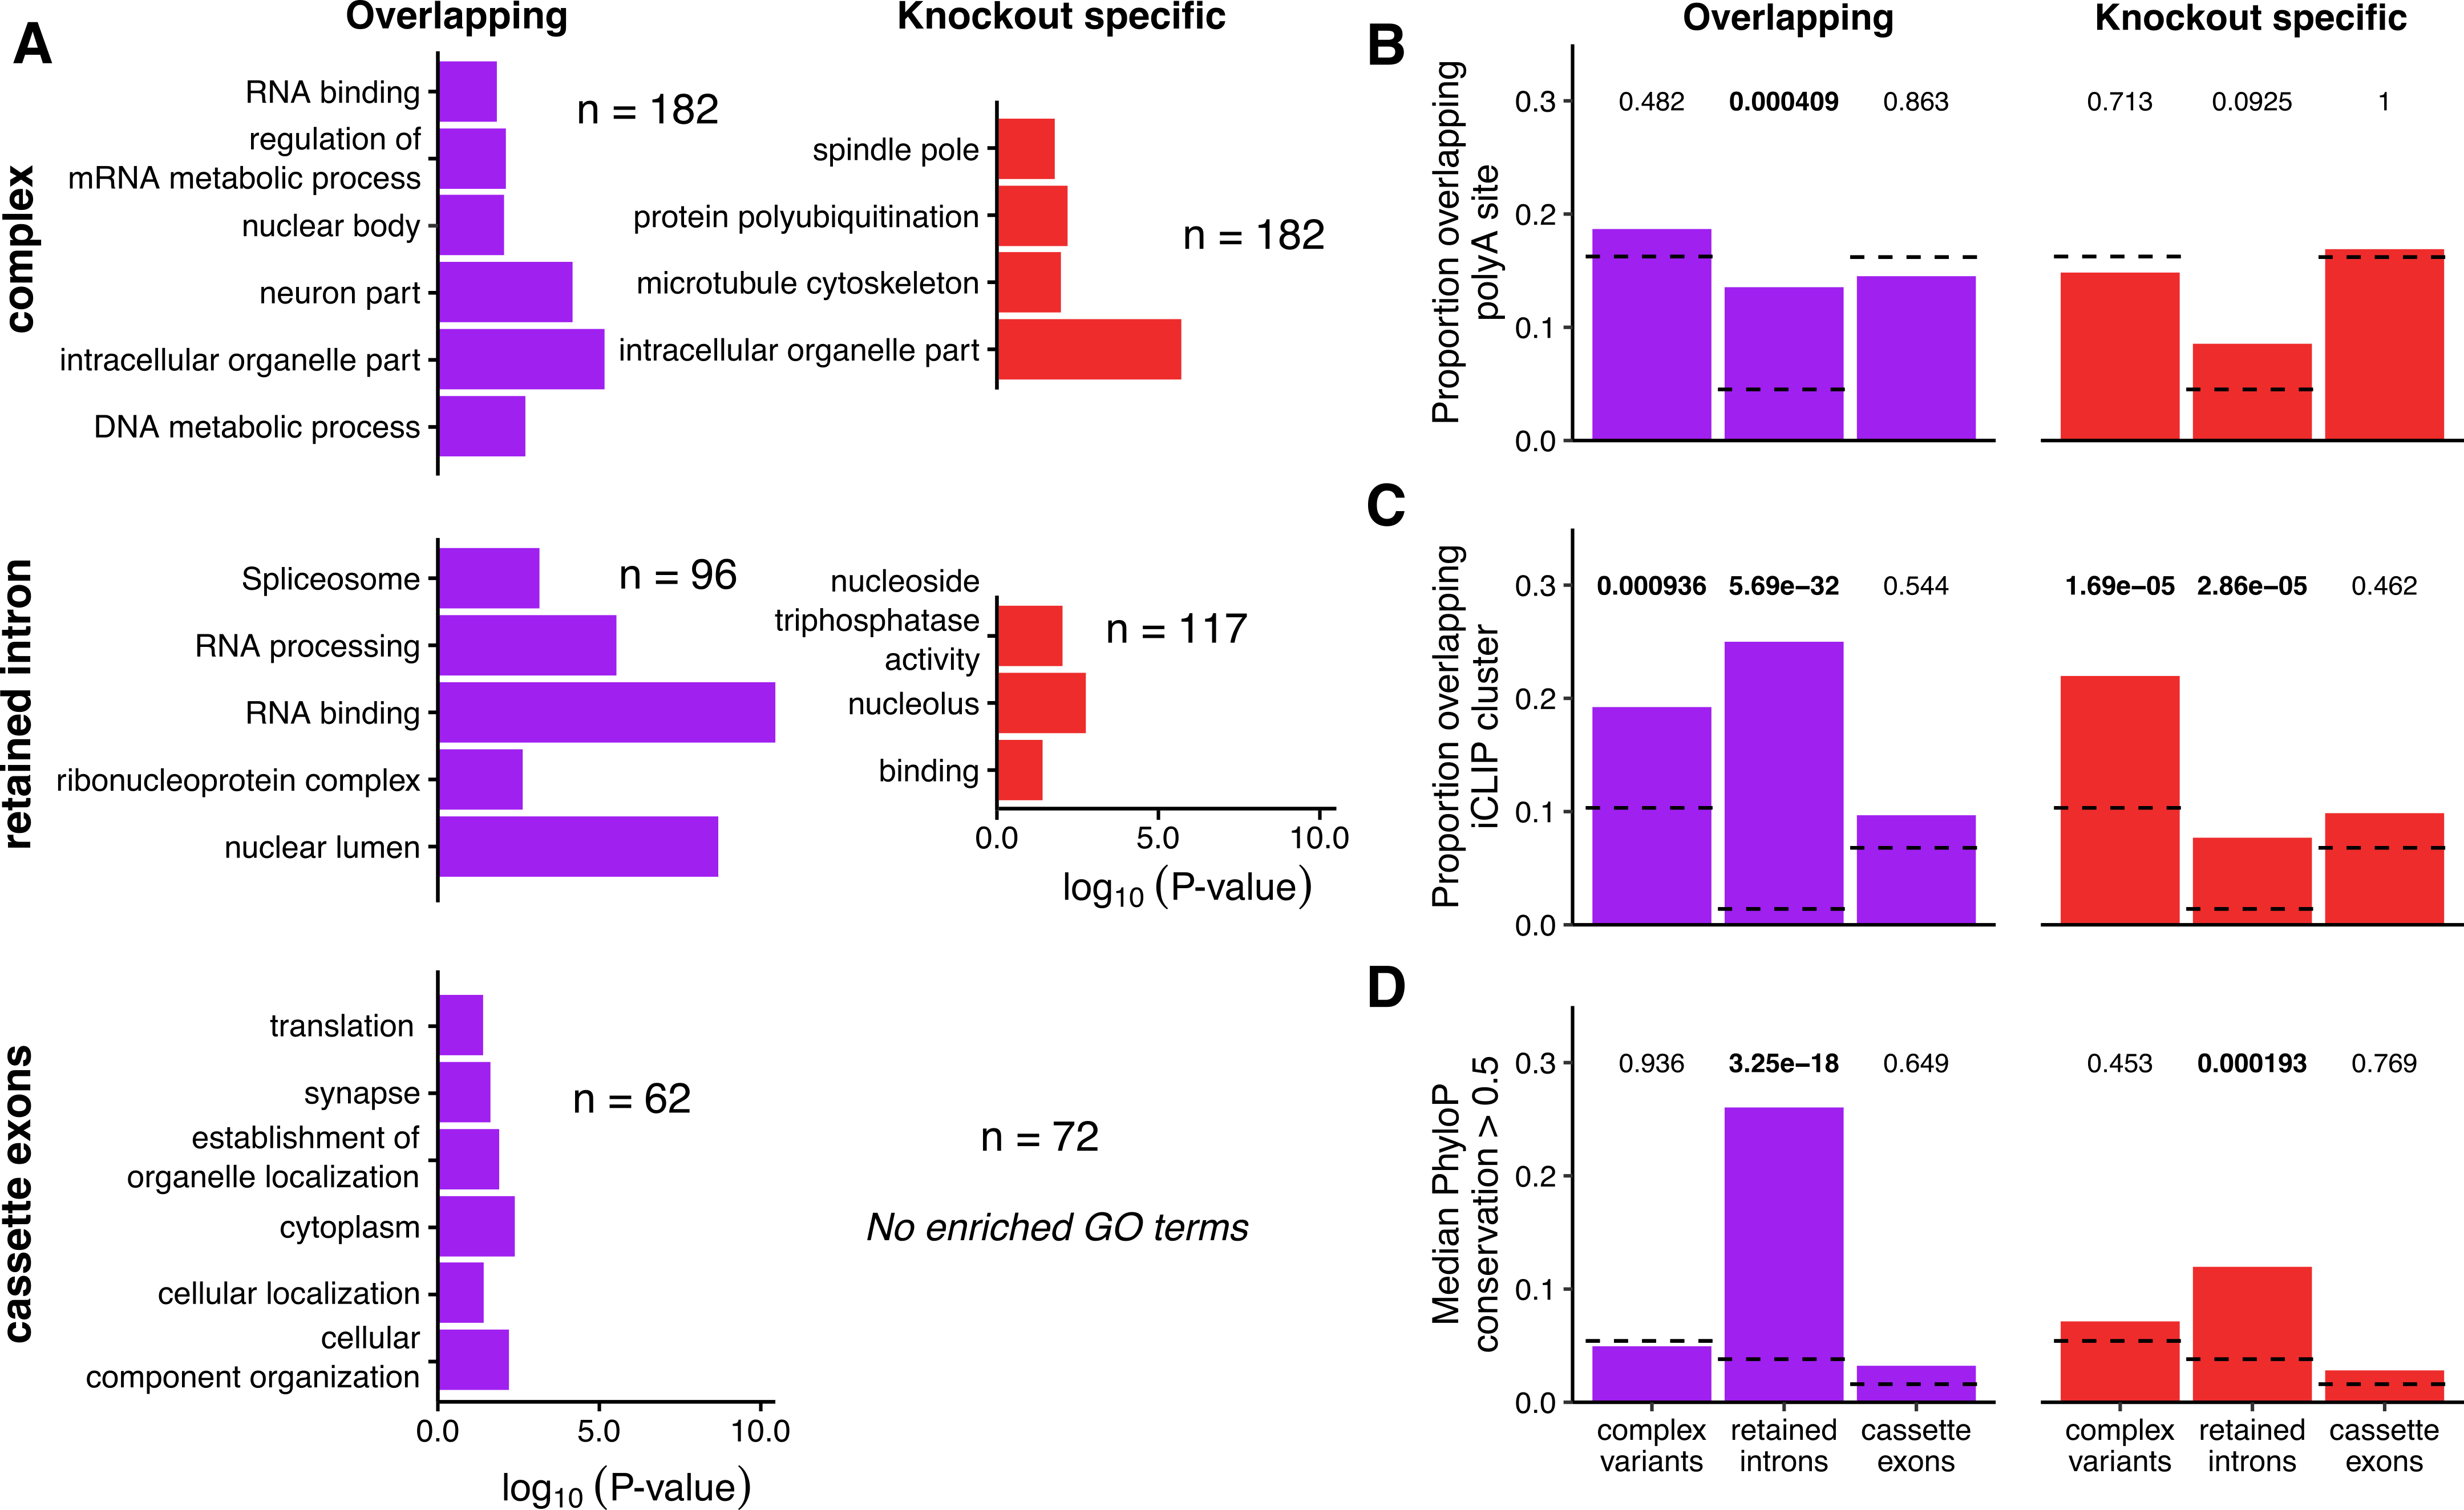 A
Overlapping
Knockout specific
complex
RNA binding
regulation of
mRNA metabolic process
nuclear body
neuron part
intracellular organelle part
DNA metabolic process
n = 182
spindle pole
protein polyubiquitination
microtubule cytoskeleton
intracellular organelle part
n = 182
retained intron
Spliceosome
RNA processing
RNA binding
ribonucleoprotein complex
nuclear lumen
n = 96
nucleoside
triphosphatase
activity
nucleolus
binding
n = 117
0.0 5.0 10.0
log10 (P-value)
cassette exons
translation
synapse
establishment of
organelle localization
cytoplasm
cellular localization
cellular
component organization
n = 62
0.0 5.0 10.0
log10 (P-value)
n = 72
No enriched GO terms
B
Overlapping
Knockout specific
Proportion overlapping
polyA site
0.3
0.2
0.1
0.0
0.482 0.000409 0.863
0.713 0.0925 1
C
Proportion overlapping
iCLIP cluster
0.3
0.2
0.1
0.0
0.000936 5.69e−32 0.544
1.69e−05 2.86e−05 0.462
D
Median PhyloP
conservation > 0.5
0.3
0.2
0.1
0.0
0.936 3.25e−18 0.649
0.453 0.000193 0.769
complex
variants
retained
introns
cassette
exons
complex
variants
retained
introns
cassette
exons